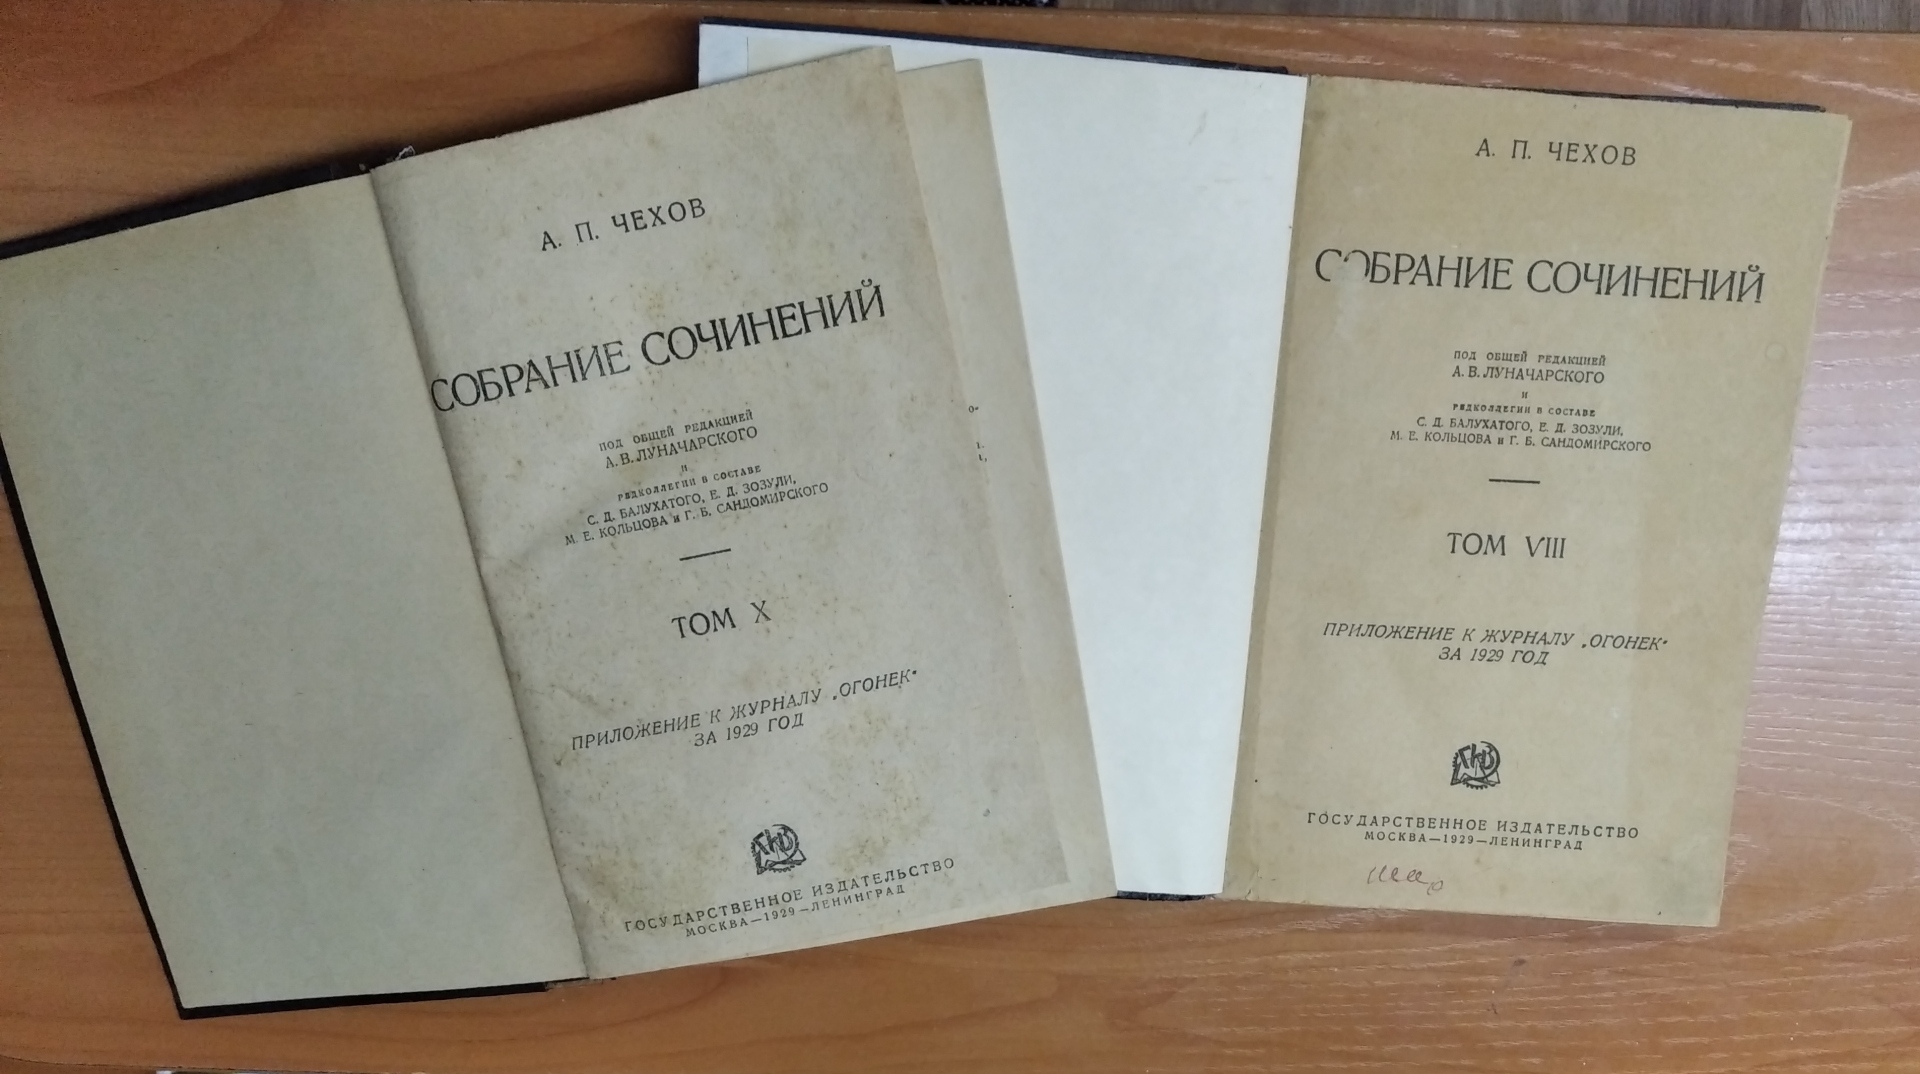 А. П. ЧЕХОВ
СОБРАНИЕ СОЧИНЕНИЙ
ПОД ОБЩЕЙ РЕДАКЦИЕЙ
А. В. ЛУНАЧАРСКОГО
И
РЕДКОЛЛЕГИИ В СОСТАВЕ
С. Д. БАЛУХАТОГО, Е. Д. ЗОЗУЛИ,
М. Е. КОЛЬЦОВА и Г. Б. САНДОМИРСКОГО
ТОМ X
ПРИЛОЖЕНИЕ К ЖУРНАЛУ „ОГОНЕК“
ЗА 1929 ГОД
ГОСУДАРСТВЕННОЕ ИЗДАТЕЛЬСТВО
МОСКВА—1929—ЛЕНИНГРАД
А. П. ЧЕХОВ
СОБРАНИЕ СОЧИНЕНИЙ
ПОД ОБЩЕЙ РЕДАКЦИЕЙ
А. В. ЛУНАЧАРСКОГО
И
РЕДКОЛЛЕГИИ В СОСТАВЕ
С. Д. БАЛУХАТОГО, Е. Д. ЗОЗУЛИ,
М. Е. КОЛЬЦОВА и Г. Б. САНДОМИРСКОГО
ТОМ VIII
ПРИЛОЖЕНИЕ К ЖУРНАЛУ „ОГОНЕК“
ЗА 1929 ГОД
ГОСУДАРСТВЕННОЕ ИЗДАТЕЛЬСТВО
МОСКВА—1929—ЛЕНИНГРАД